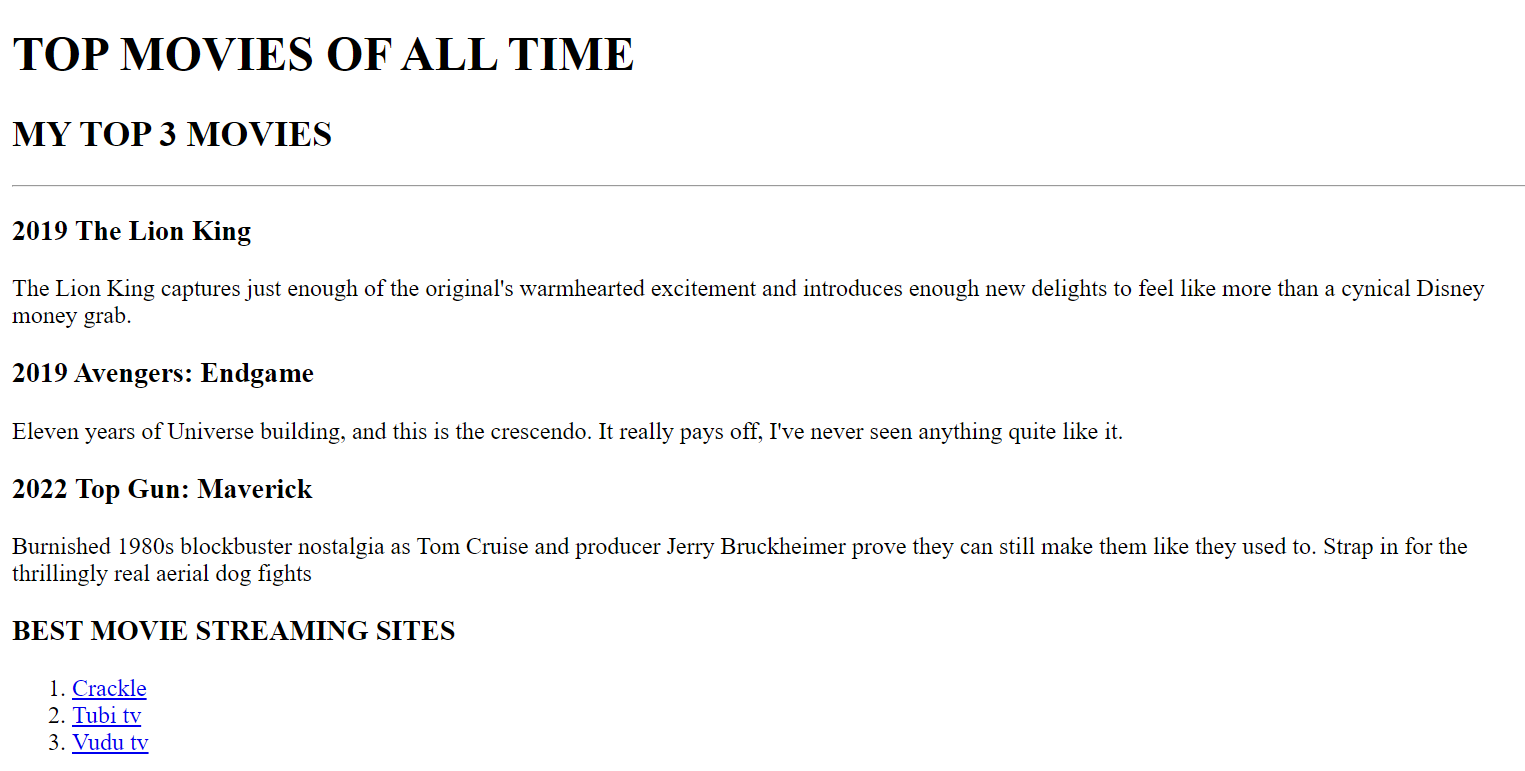 TOP MOVIES OF ALL TIME
MY TOP 3 MOVIES
2019 The Lion King
The Lion King captures just enough of the original's warmhearted excitement and introduces enough new delights to feel like more than a cynical Disney
money grab.
2019 Avengers: Endgame
Eleven years of Universe building, and this is the crescendo. It really pays off, I've never seen anything quite like it.
2022 Top Gun: Maverick
Burnished 1980s blockbuster nostalgia as Tom Cruise and producer Jerry Bruckheimer prove they can still make them like they used to. Strap in for the
thrillingly real aerial dog fights
BEST MOVIE STREAMING SITES
1. Crackle
2. Tubi tv
3. Vudu tv